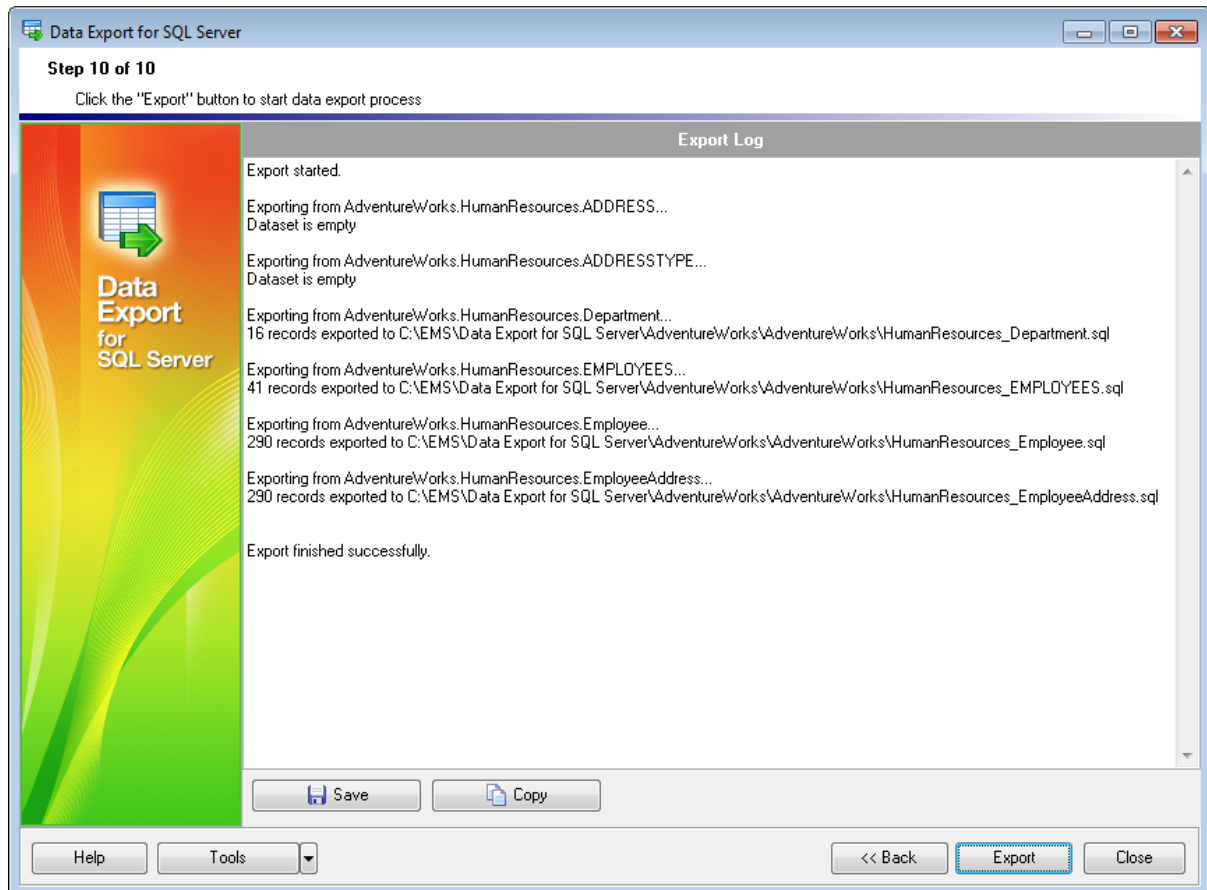 Data Export for SQL Server
Step 10 of 10
Click the "Export" button to start data export process
Data
Export
for
SQL Server
Export Log
Export started.
Exporting from AdventureWorks.HumanResources.ADDRESS...
Dataset is empty
Exporting from AdventureWorks.HumanResources.ADDRESSTYPE...
Dataset is empty
Exporting from AdventureWorks.HumanResources.Department...
16 records exported to C:\EMS\Data Export for SQL Server\AdventureWorks\AdventureWorks\HumanResources_Department.sql
Exporting from AdventureWorks.HumanResources.EMPLOYEES...
41 records exported to C:\EMS\Data Export for SQL Server\AdventureWorks\AdventureWorks\HumanResources_EMPLOYEES.sql
Exporting from AdventureWorks.HumanResources.Employee...
290 records exported to C:\EMS\Data Export for SQL Server\AdventureWorks\AdventureWorks\HumanResources_Employee.sql
Exporting from AdventureWorks.HumanResources.EmployeeAddress...
290 records exported to C:\EMS\Data Export for SQL Server\AdventureWorks\AdventureWorks\HumanResources_EmployeeAddress.sql
Export finished successfully.
Save
Copy
Help
Tools
<< Back
Export
Close